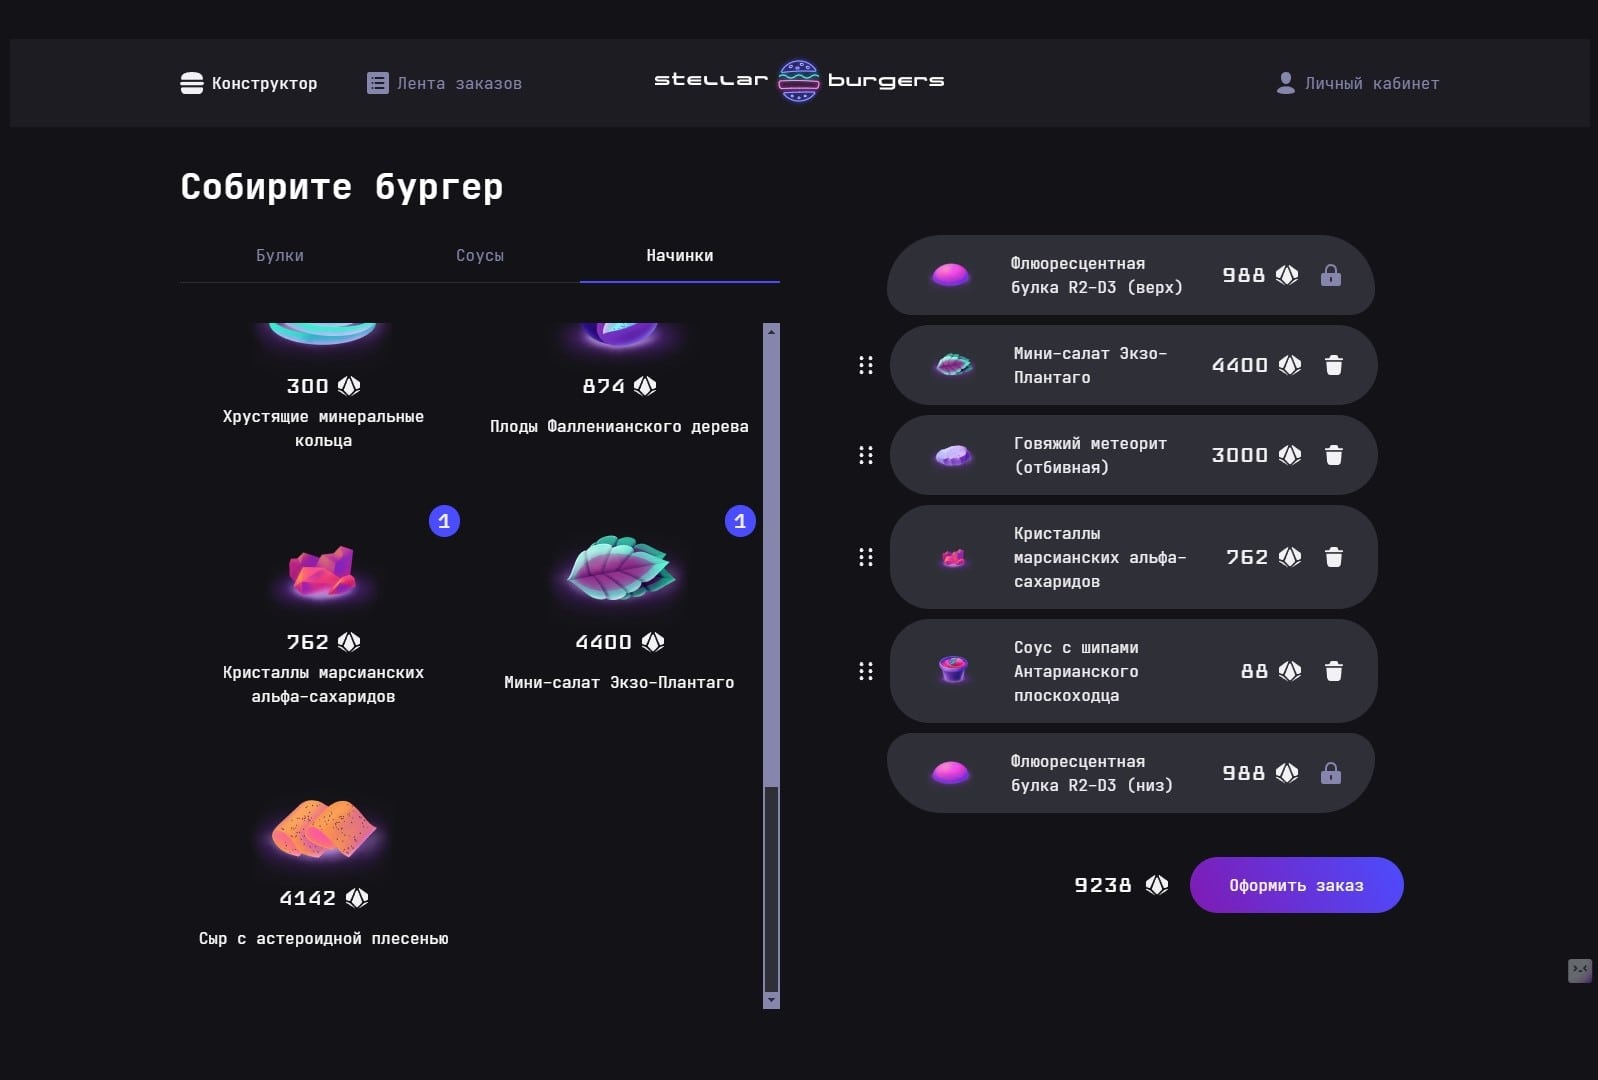 Конструктор
Лента заказов
stellar burgers
Личный кабинет
Соберите бургер
Булки
Соусы
Начинки
300
874
Хрустящие минеральные
кольца
Плоды Фалленианского дерева
1
1
762
4400
Кристаллы марсианских
альфа-сахаридов
Мини-салат Экзо-Плантаго
4142
Сыр с астероидной плесенью
Флюоресцентная
булка R2-D3 (верх)
988
Мини-салат Экзо-
Плантаго
4400
Говяжий метеорит
(отбивная)
3000
Кристаллы
марсианских альфа-
сахаридов
762
Соус с шипами
Антарианского
плоскоходца
88
Флюоресцентная
булка R2-D3 (низ)
988
9238
Оформить заказ